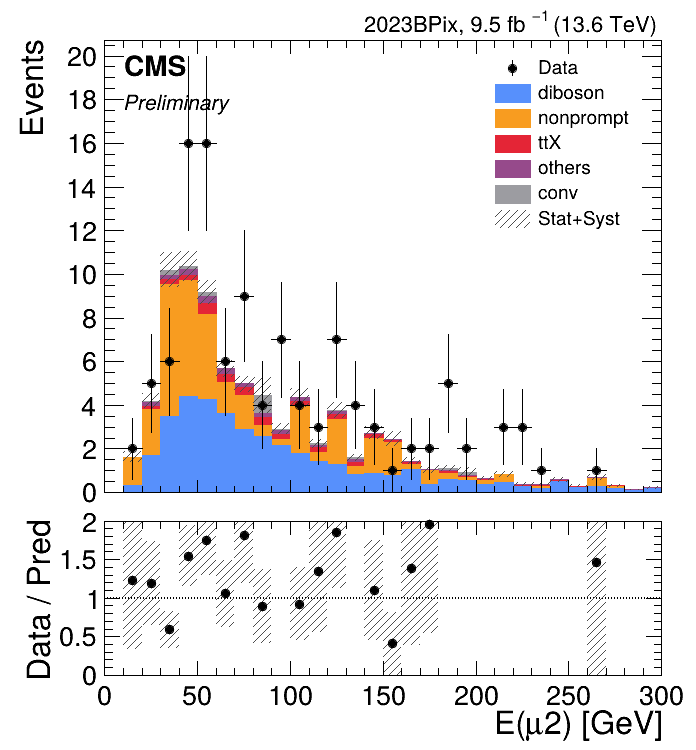 2023BPix, 9.5 fb⁻¹ (13.6 TeV)
CMS
Preliminary
Events
20
18
16
14
12
10
8
6
4
2
0
Data
diboson
nonprompt
ttX
others
conv
Stat+Syst
Data / Pred
2
1.5
1
0.5
0
0 50 100 150 200 250 300
E(μ2) [GeV]